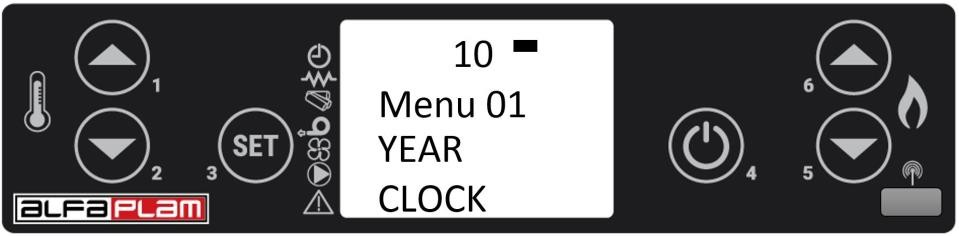 10
Menu 01
YEAR
CLOCK
1
2
SET
3
4
6
5
ALFAPLAM